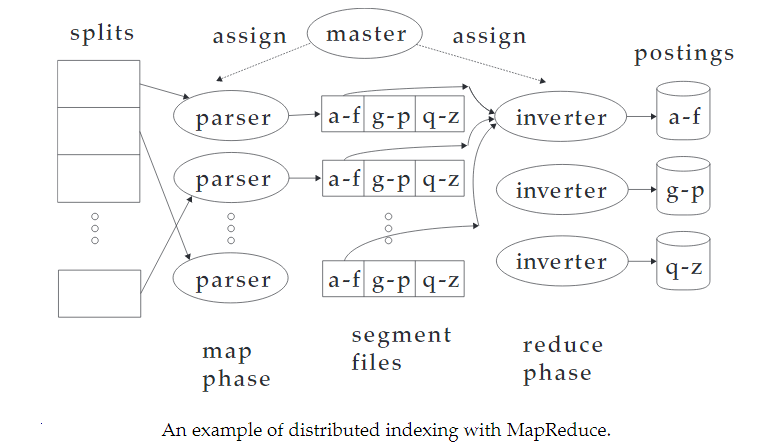 splits
assign
master
assign
postings
parser
a-f g-p q-z
inverter
a-f
parser
a-f g-p q-z
inverter
g-p
parser
a-f g-p q-z
inverter
q-z
map
phase
segment
files
reduce
phase
An example of distributed indexing with MapReduce.